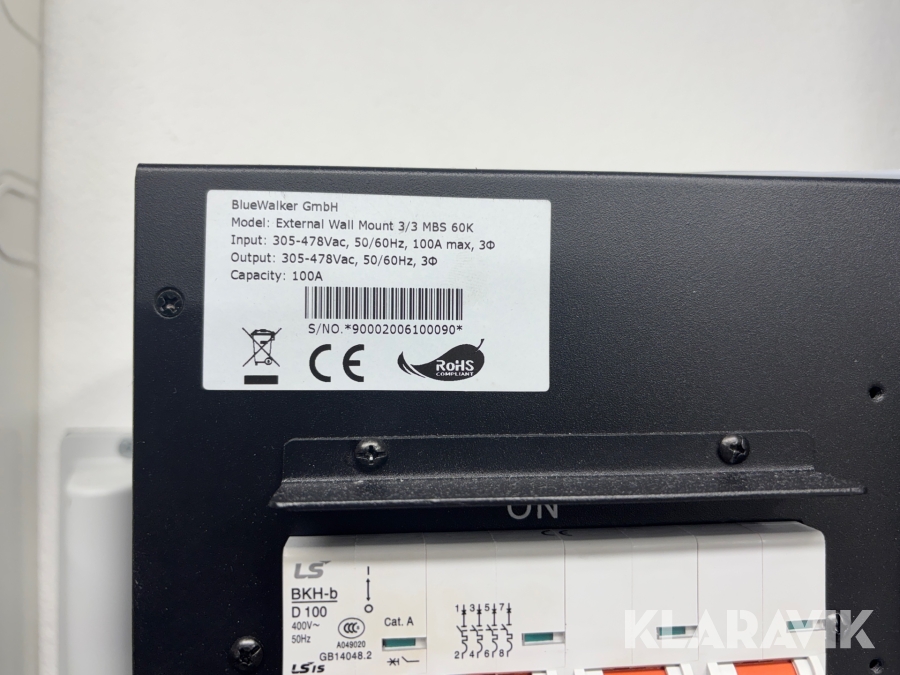 BlueWalker GmbH
Model: External Wall Mount 3/3 MBS 60K
Input: 305-478Vac, 50/60Hz, 100A max, 3Φ
Output: 305-478Vac, 50/60Hz, 3Φ
Capacity: 100A
S/NO.*90002006100090*
CE
RoHS
COMPLIANT
ON
CE
LS
BKH-b
D 100
400V~
50Hz
CCC
A049020
GB14048.2
LSIS
I
O
Cat. A
1 3 5 7
2 4 6 8
KLARAVIK